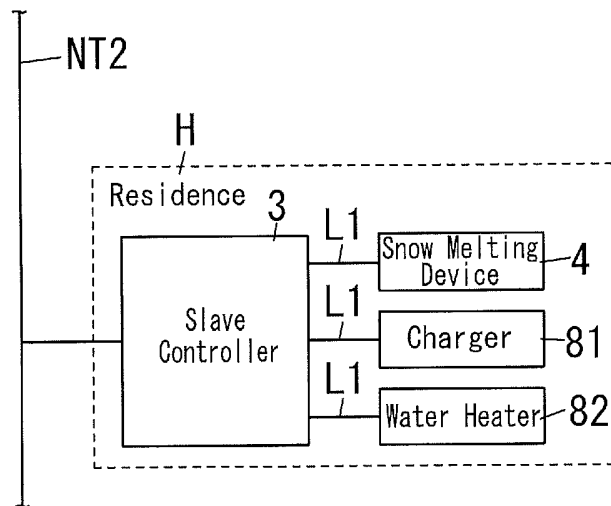 NT2
H
Residence
3
L1
Snow Melting
Device
4
Slave
Controller
L1
Charger
81
L1
Water Heater
82